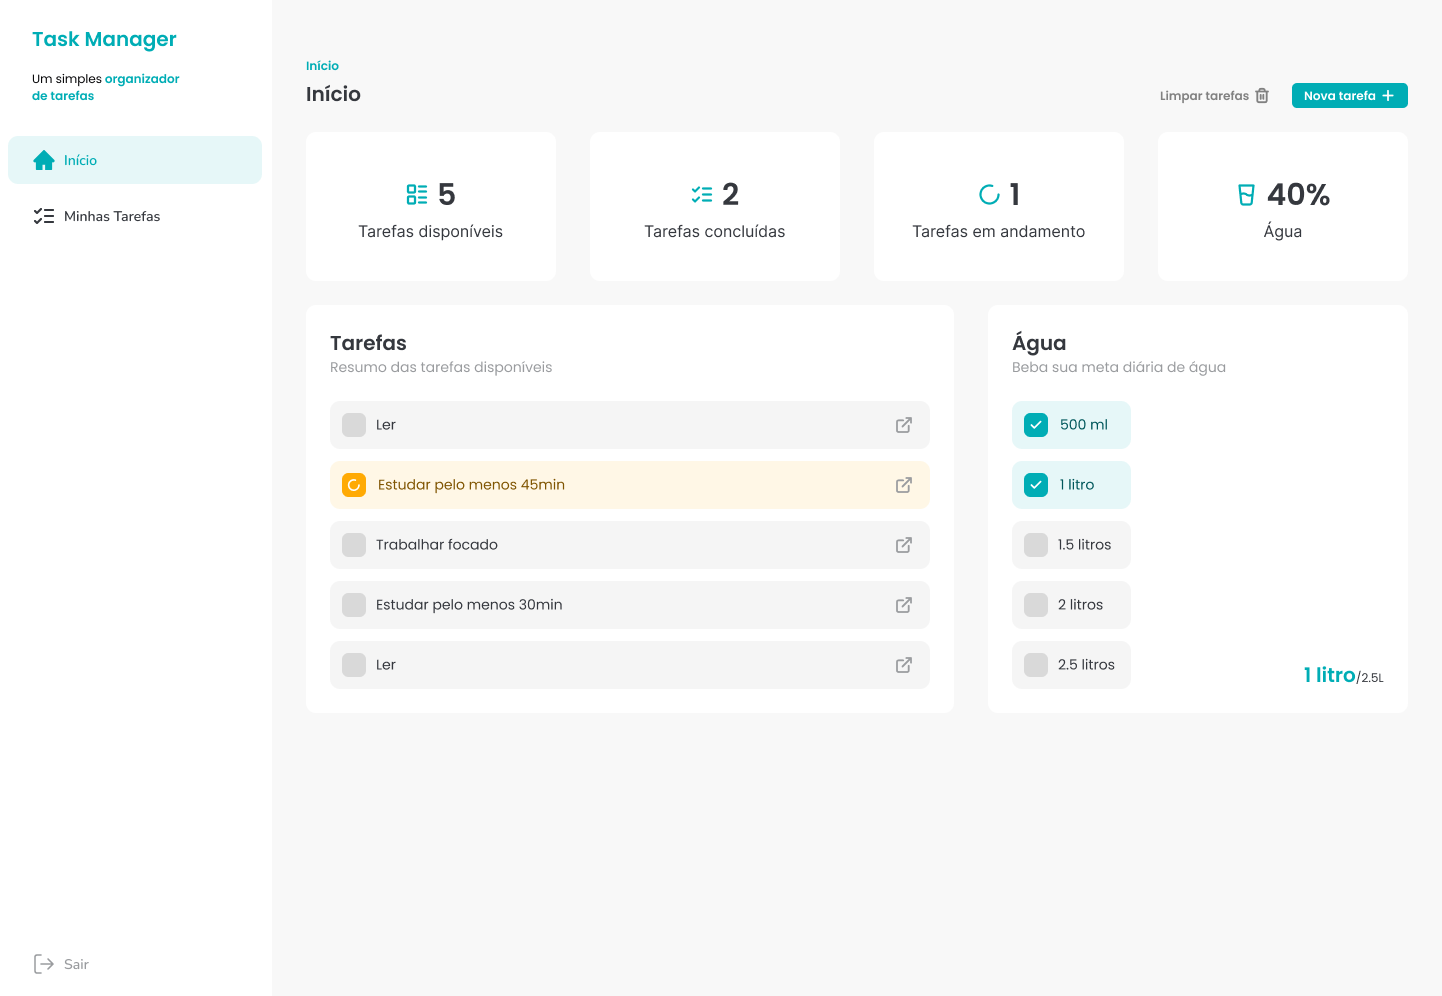 Task Manager
Um simples organizador
de tarefas
Início
Minhas Tarefas
Sair
Início
Início
Limpar tarefas
Nova tarefa
5
Tarefas disponíveis
2
Tarefas concluídas
1
Tarefas em andamento
40%
Água
Tarefas
Resumo das tarefas disponíveis
Ler
Estudar pelo menos 45min
Trabalhar focado
Estudar pelo menos 30min
Ler
Água
Beba sua meta diária de água
500 ml
1 litro
1.5 litros
2 litros
2.5 litros
1 litro/2.5L